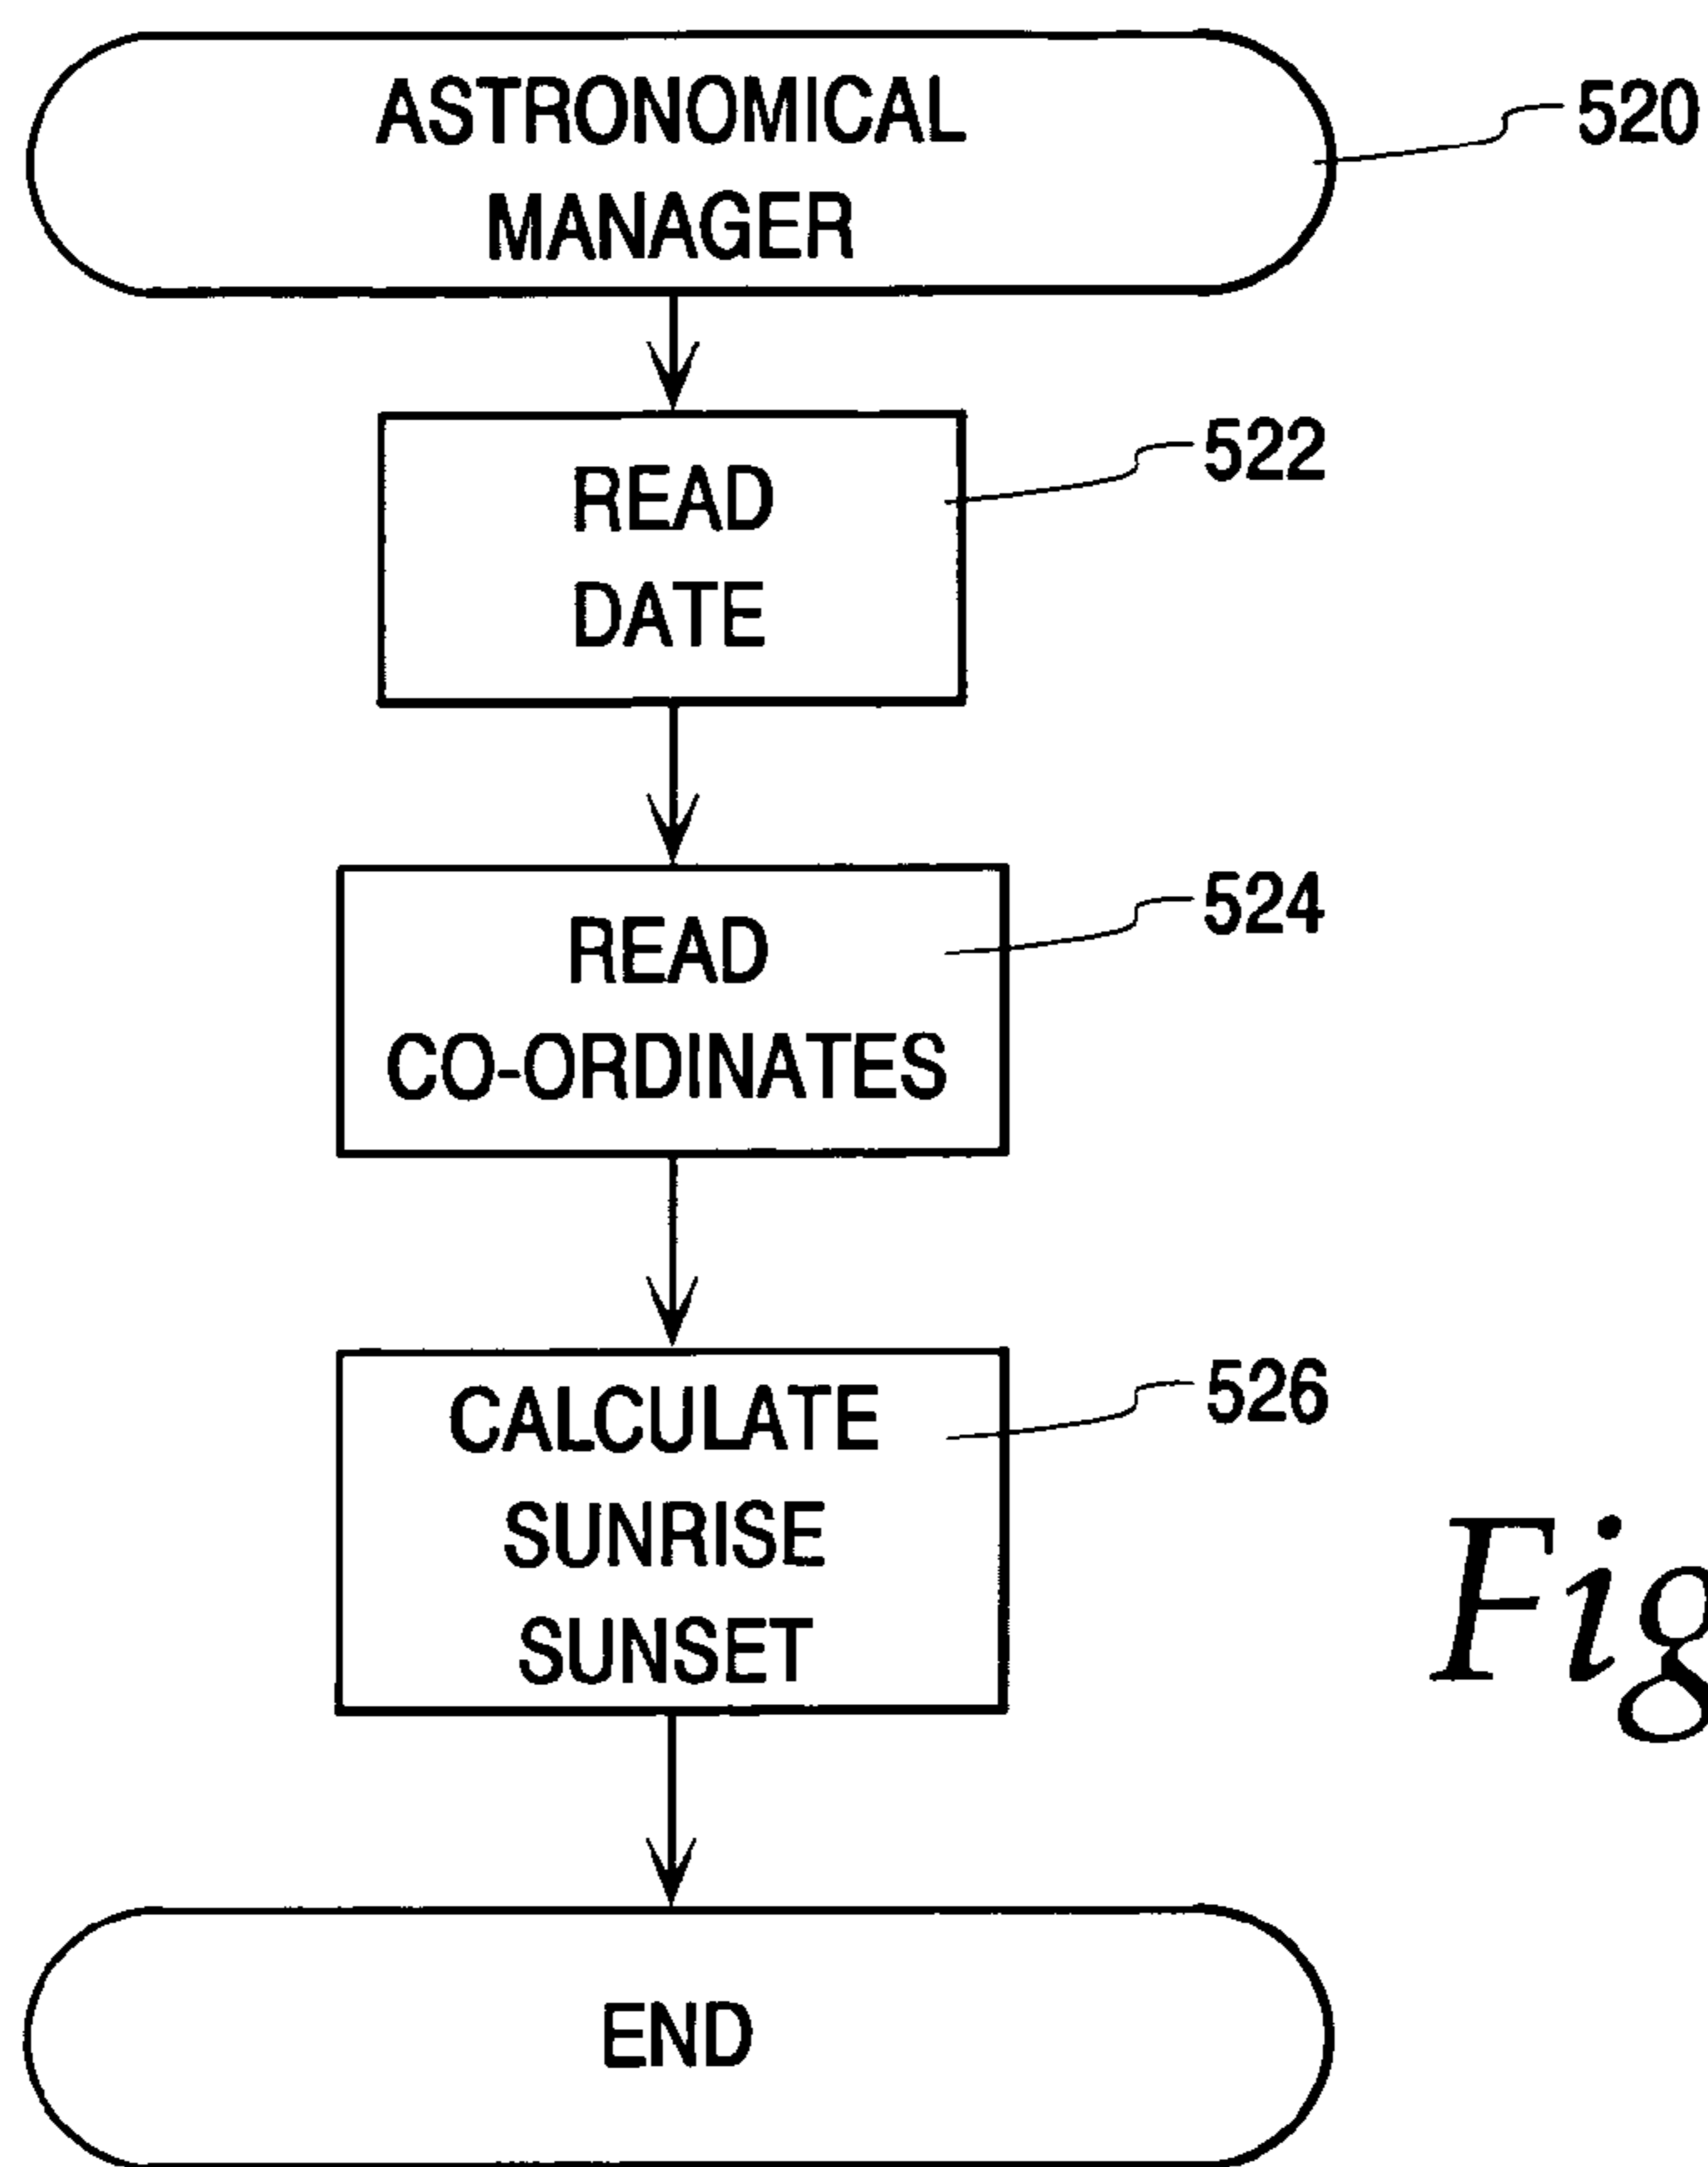 ASTRONOMICAL
MANAGER
520
READ
DATE
522
READ
CO-ORDINATES
524
CALCULATE
SUNRISE
SUNSET
526
Fig
END